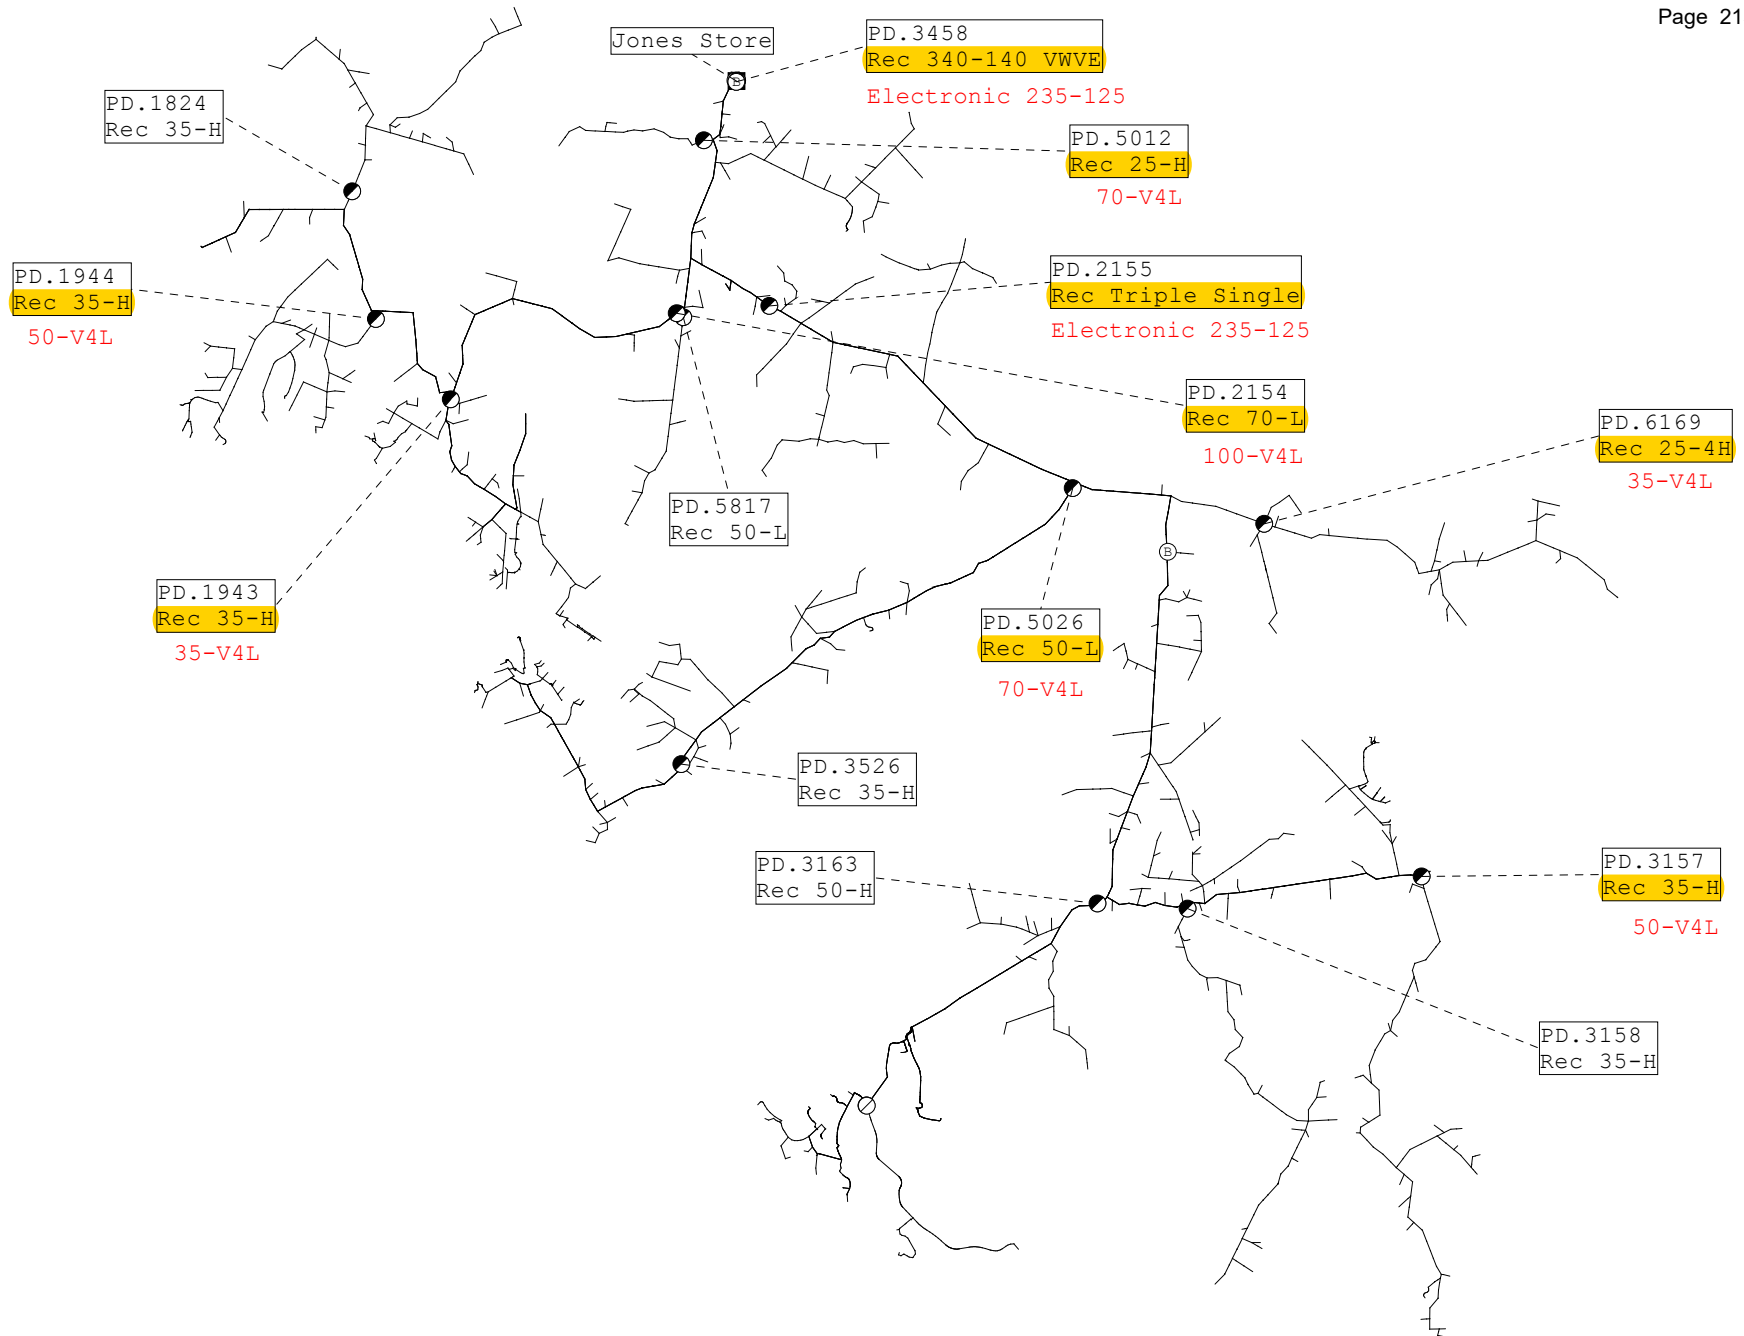 Page 21
Jones Store
PD.3458
Rec 340-140 VWVE
Electronic 235-125
PD.1824
Rec 35-H
PD.5012
Rec 25-H
70-V4L
PD.1944
Rec 35-H
50-V4L
PD.2155
Rec Triple Single
Electronic 235-125
PD.2154
Rec 70-L
100-V4L
PD.6169
Rec 25-4H
35-V4L
PD.5817
Rec 50-L
PD.1943
Rec 35-H
35-V4L
PD.5026
Rec 50-L
70-V4L
PD.3526
Rec 35-H
PD.3163
Rec 50-H
PD.3157
Rec 35-H
50-V4L
PD.3158
Rec 35-H
B
B